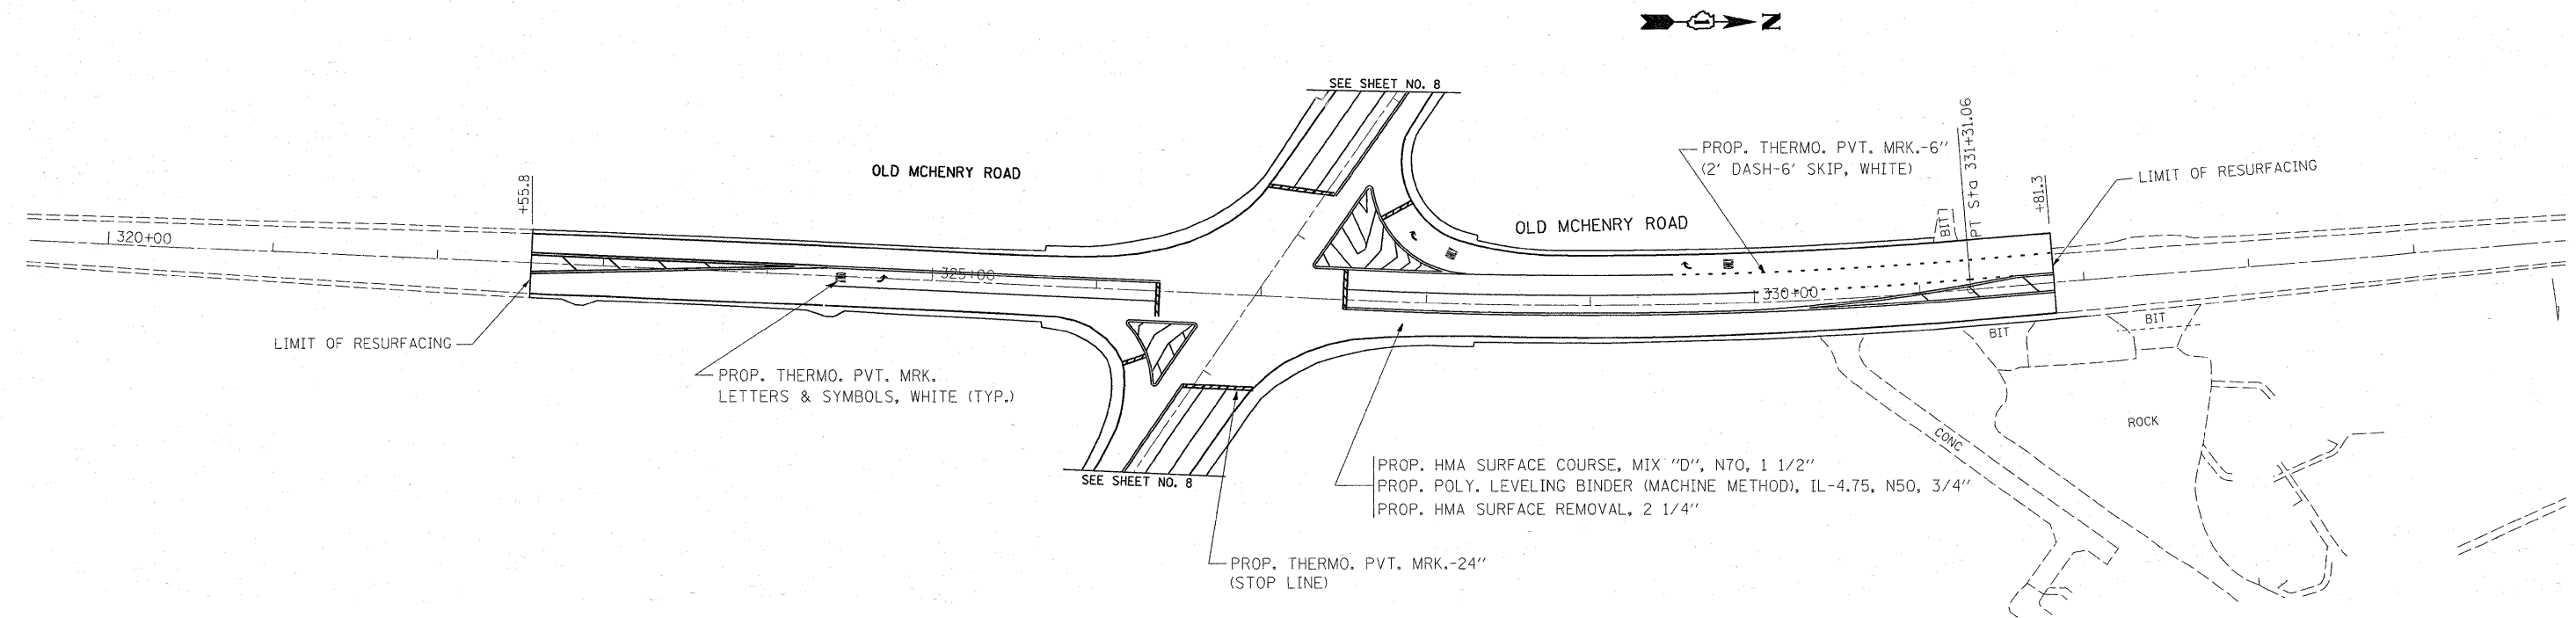 N
SEE SHEET NO. 8
OLD MCHENRY ROAD
PROP. THERMO. PVT. MRK.-6"
(2' DASH-6' SKIP, WHITE)
PT Sta 331+31.06
BIT
+81.3
LIMIT OF RESURFACING
+55.8
OLD MCHENRY ROAD
320+00
325+00
330+00
LIMIT OF RESURFACING
PROP. THERMO. PVT. MRK.
LETTERS & SYMBOLS, WHITE (TYP.)
BIT
BIT
ROCK
CONC
SEE SHEET NO. 8
PROP. HMA SURFACE COURSE, MIX "D", N70, 1 1/2"
PROP. POLY. LEVELING BINDER (MACHINE METHOD), IL-4.75, N50, 3/4"
PROP. HMA SURFACE REMOVAL, 2 1/4"
PROP. THERMO. PVT. MRK.-24"
(STOP LINE)